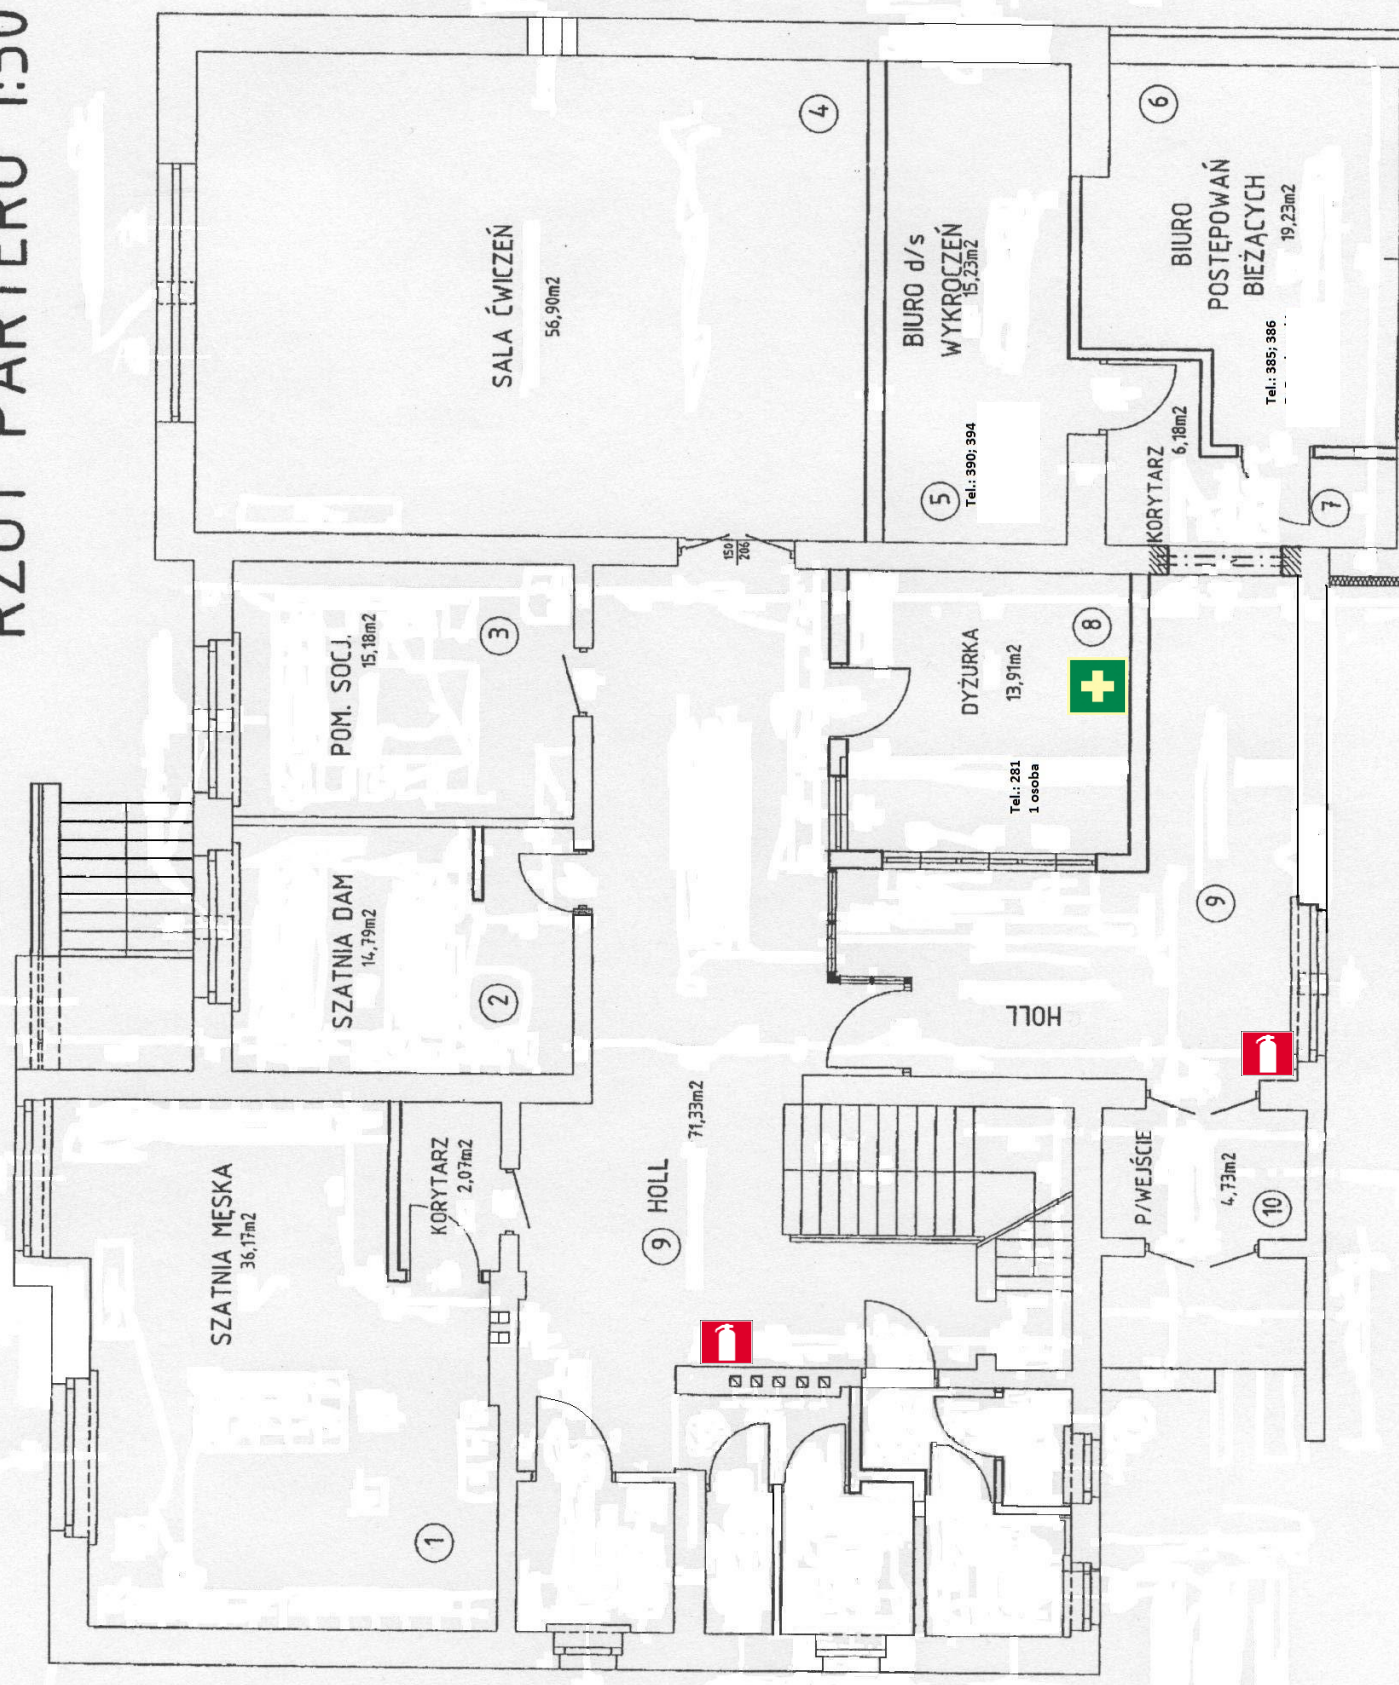 RZUT PARTERU 1:50
4
SALA ĆWICZEŃ
56,90m2
BIURO d/s
WYKROCZEŃ
15,23m2
5
Tel.: 390; 394
6
BIURO
POSTĘPOWAŃ
BIEŻĄCYCH
19,23m2
Tel.: 385; 386
KORYTARZ
6,18m2
7
150
206
POM. SOCJ.
15,18m2
3
DYŻURKA
13,91m2
8
Tel.: 281
1 osoba
SZATNIA DAM
14,79m2
2
HOLL
9
SZATNIA MĘSKA
36,17m2
1
KORYTARZ
2,07m2
9 HOLL
71,33m2
P/WEJŚCIE
4,73m2
10